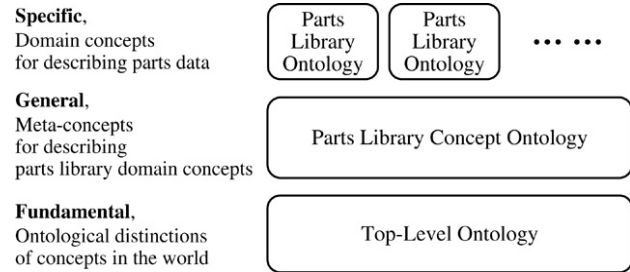 Specific,
Domain concepts
for describing parts data
Parts
Library
Ontology
Parts
Library
Ontology
... ...
General,
Meta-concepts
for describing
parts library domain concepts
Parts Library Concept Ontology
Fundamental,
Ontological distinctions
of concepts in the world
Top-Level Ontology